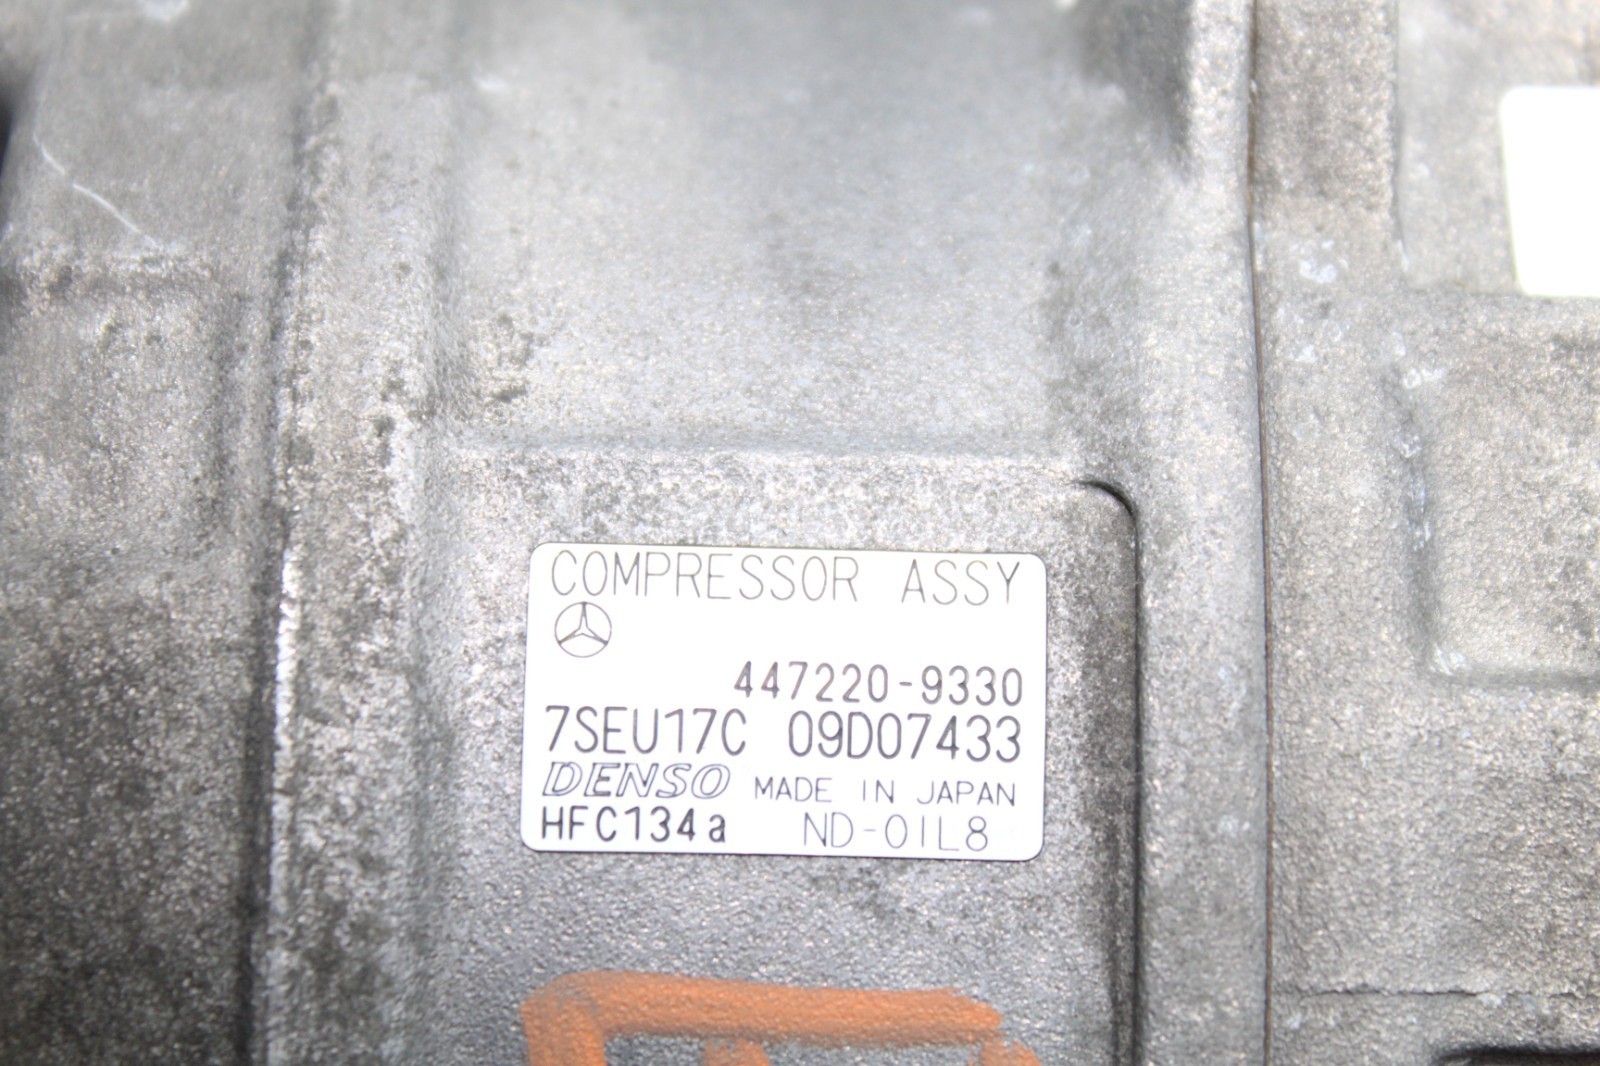 COMPRESSOR ASSY
447220-9330
7SEU17C 09D07433
DENSO MADE IN JAPAN
HFC134a ND-OIL8